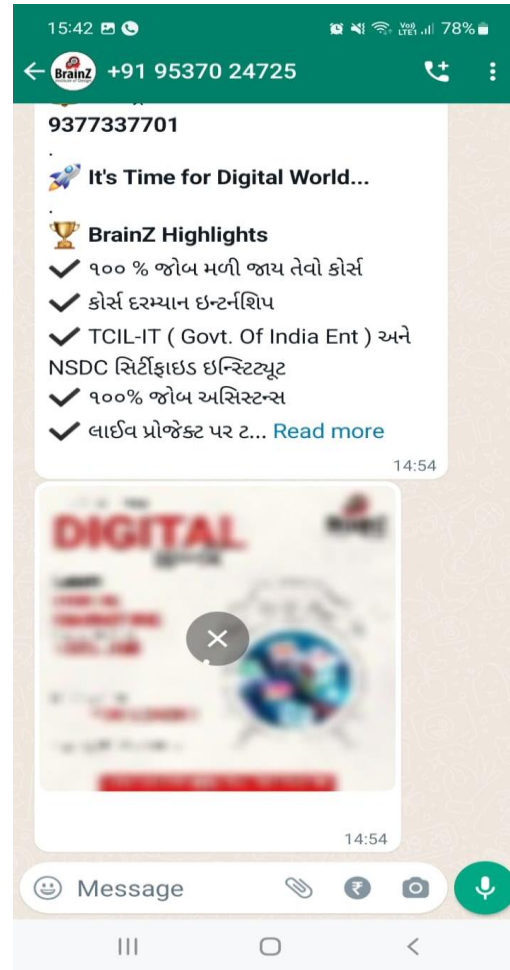 15:42
VoI)
LTE1
78%
BrainZ
+91 95370 24725
9377337701
.
It's Time for Digital World...
.
BrainZ Highlights
૧૦૦ % જોબ મળી જાય તેવો કોર્સ
કોર્સ દરમ્યાન ઇન્ટર્નશિપ
TCIL-IT ( Govt. Of India Ent ) અને
NSDC સિર્ટીફાઇડ ઇન્સ્ટિટ્યૂટ
૧૦૦% જોબ અસિસ્ટન્સ
લાઈવ પ્રોજેક્ટ પર ટ... Read more
14:54
DIGITAL
14:54
Message